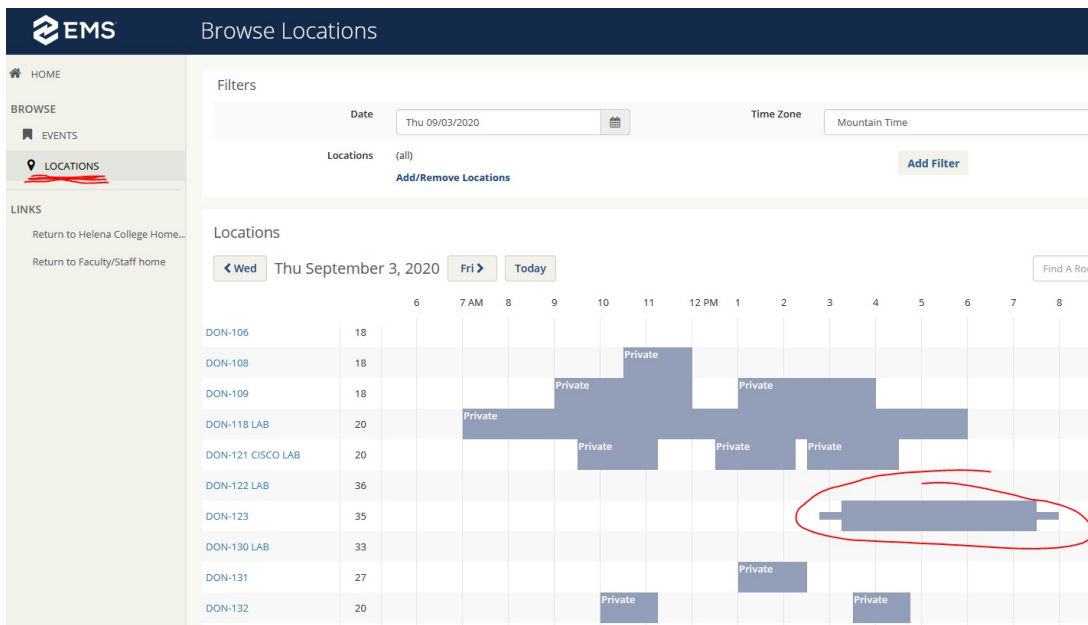 EMS Browse Locations
HOME
BROWSE
EVENTS
LOCATIONS
LINKS
Return to Helena College Home...
Return to Faculty/Staff home
Filters
Date Thu 09/03/2020 Time Zone Mountain Time
Locations (all) Add Filter
Add/Remove Locations
Locations
Wed Thu September 3, 2020 Fri Today Find A Roo
6 7 AM 8 9 10 11 12 PM 1 2 3 4 5 6 7 8
DON-106 18
DON-108 18 Private
DON-109 18 Private Private
DON-118 LAB 20 Private
DON-121 CISCO LAB 20 Private Private Private
DON-122 LAB 36
DON-123 35
DON-130 LAB 33
DON-131 27 Private
DON-132 20 Private Private